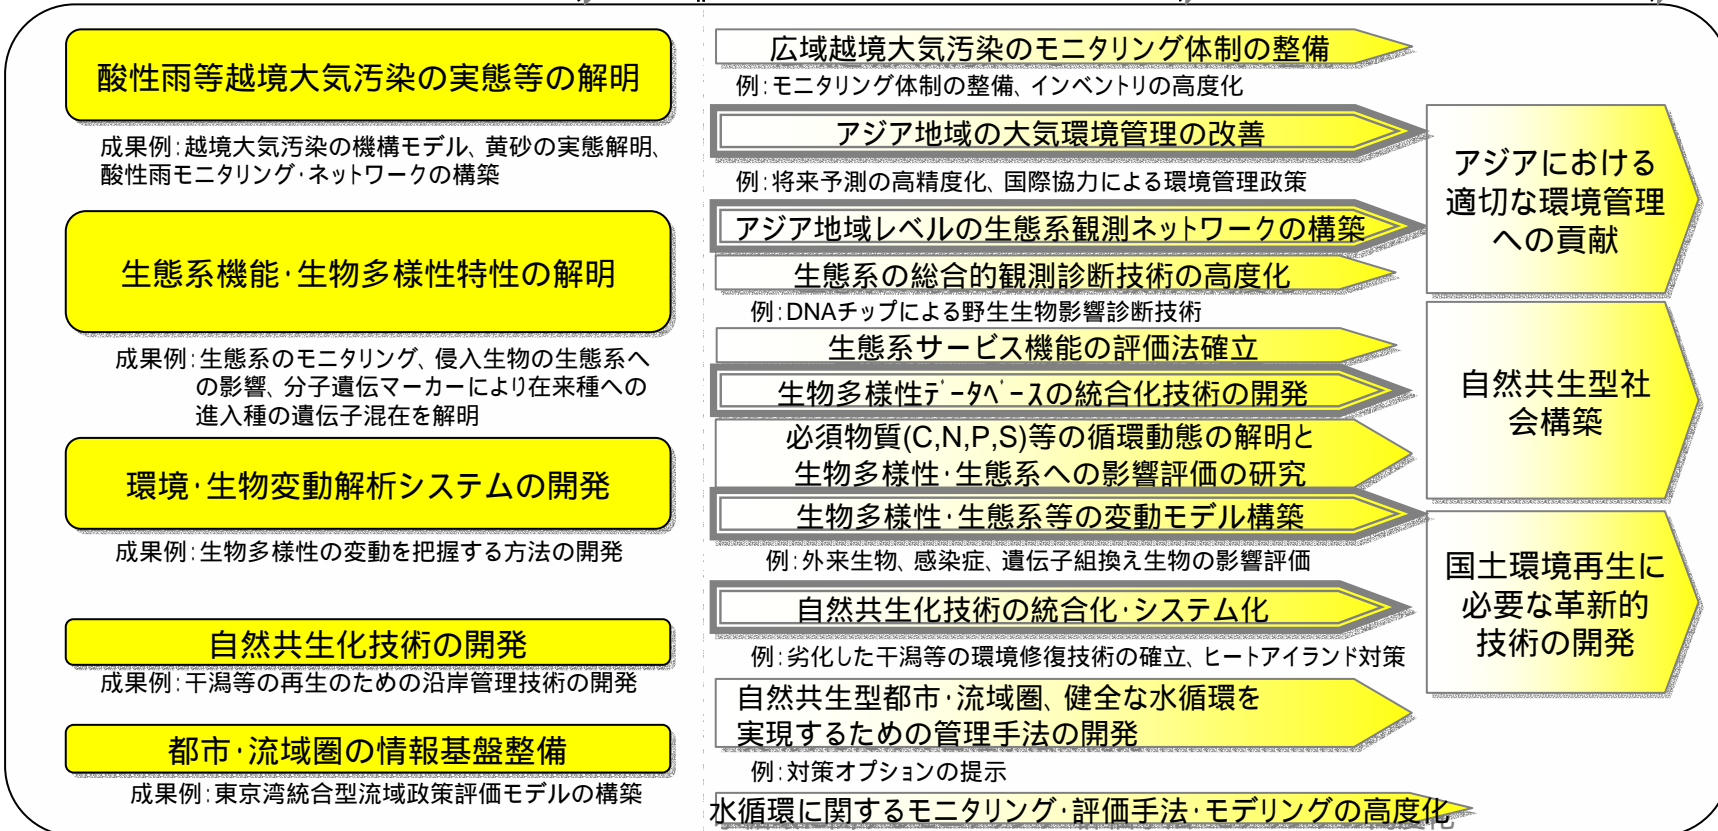 酸性雨等越境大気汚染の実態等の解明
成果例:越境大気汚染の機構モデル、黄砂の実態解明、
酸性雨モニタリング・ネットワークの構築
生態系機能・生物多様性特性の解明
成果例:生態系のモニタリング、侵入生物の生態系へ
の影響、分子遺伝マーカーにより在来種への
進入種の遺伝子混在を解明
環境・生物変動解析システムの開発
成果例:生物多様性の変動を把握する方法の開発
自然共生化技術の開発
成果例:干潟等の再生のための沿岸管理技術の開発
都市・流域圏の情報基盤整備
成果例:東京湾統合型流域政策評価モデルの構築
広域越境大気汚染のモニタリング体制の整備
例:モニタリング体制の整備、インベントリの高度化
アジア地域の大気環境管理の改善
例:将来予測の高精度化、国際協力による環境管理政策
アジア地域レベルの生態系観測ネットワークの構築
生態系の総合的観測診断技術の高度化
例:DNAチップによる野生生物影響診断技術
生態系サービス機能の評価法確立
生物多様性データベースの統合化技術の開発
必須物質(C,N,P,S)等の循環動態の解明と
生物多様性・生態系への影響評価の研究
生物多様性・生態系等の変動モデル構築
例:外来生物、感染症、遺伝子組換え生物の影響評価
自然共生化技術の統合化・システム化
例:劣化した干潟等の環境修復技術の確立、ヒートアイランド対策
自然共生型都市・流域圏、健全な水循環を
実現するための管理手法の開発
例:対策オプションの提示
水循環に関するモニタリング・評価手法・モデリングの高度化
アジアにおける
適切な環境管理
への貢献
自然共生型社
会構築
国土環境再生に
必要な革新的
技術の開発